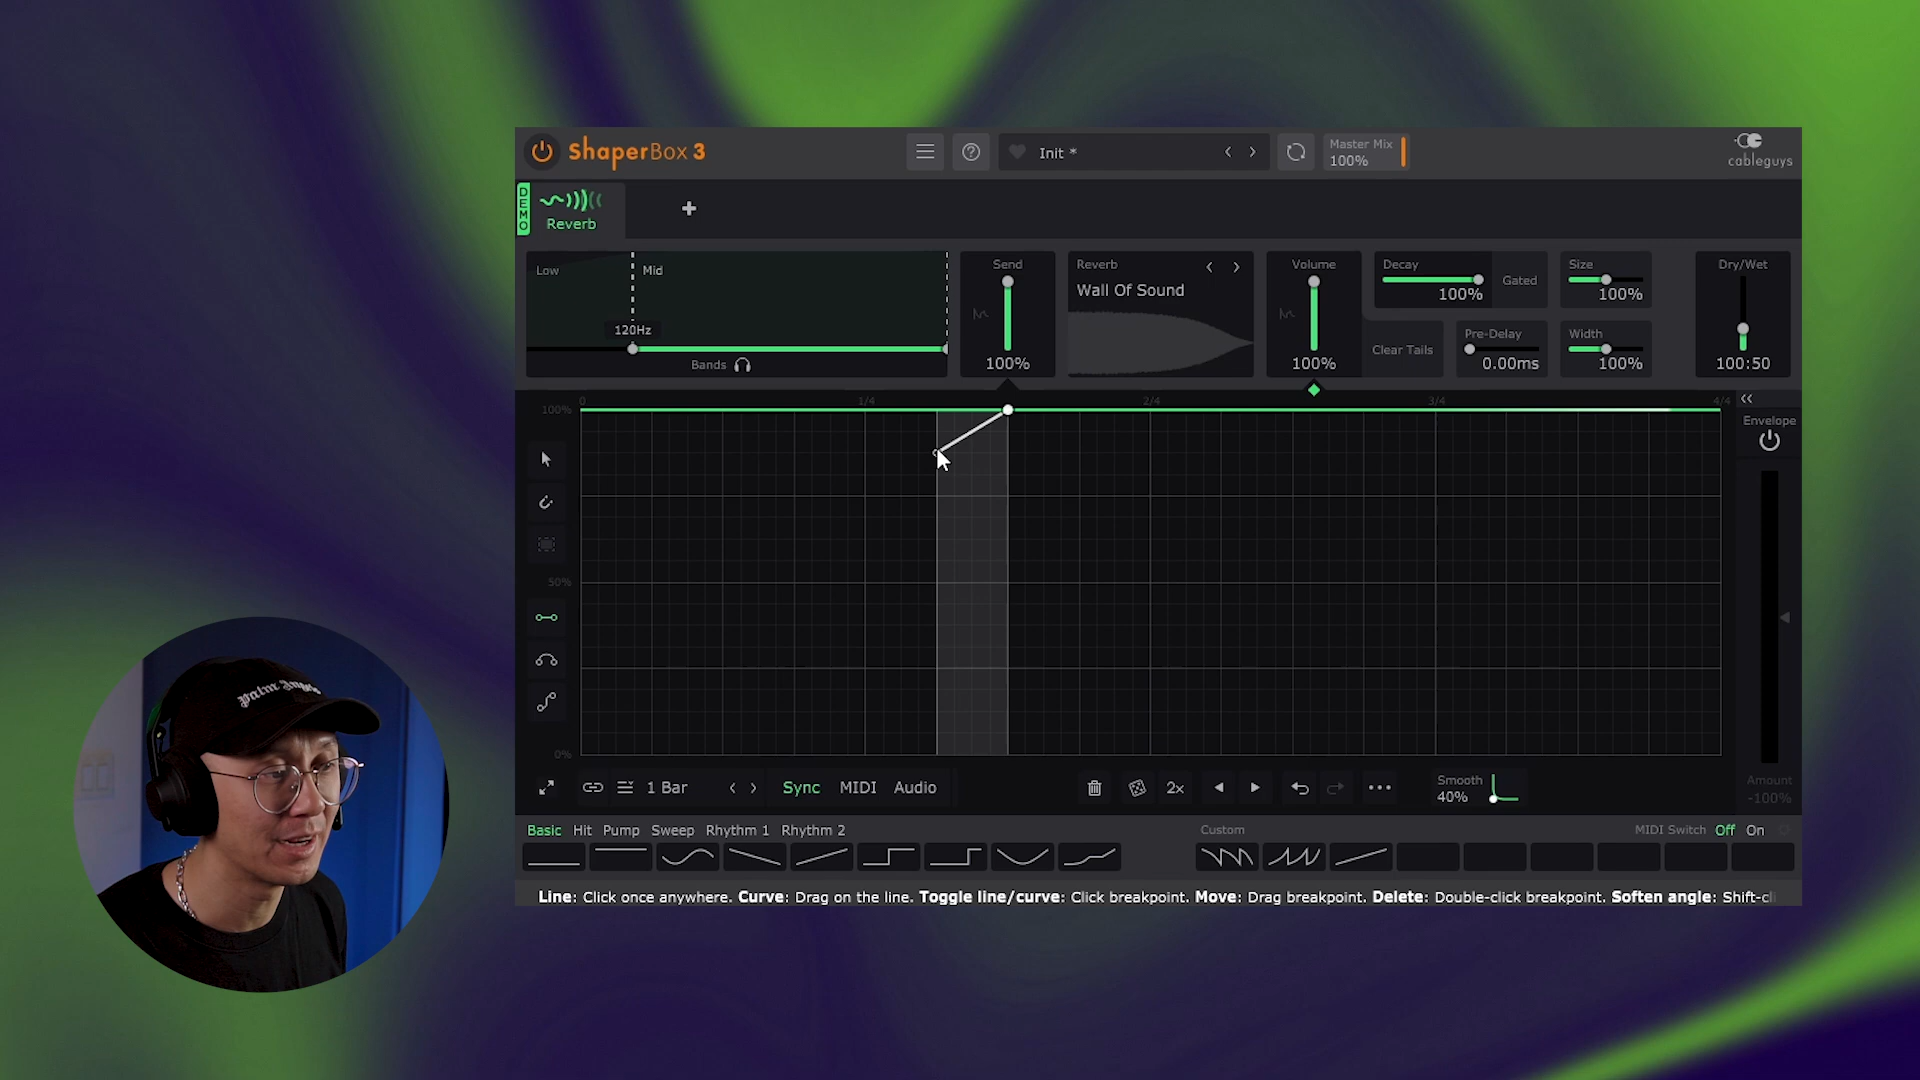 ShaperBox 3
Init *
Master Mix
100%
cableguys
DEMO
Reverb
Low
Mid
120Hz
Bands
Send
100%
Reverb
Wall Of Sound
Volume
100%
Decay
100%
Gated
Size
100%
Clear Tails
Pre-Delay
0.00ms
Width
100%
Dry/Wet
100:50
0
1/4
2/4
3/4
4/4
100%
50%
0%
Envelope
Amount
-100%
1 Bar
Sync
MIDI
Audio
2x
Smooth
40%
Basic Hit Pump Sweep Rhythm 1 Rhythm 2
Custom
MIDI Switch Off On
Line: Click once anywhere. Curve: Drag on the line. Toggle line/curve: Click breakpoint. Move: Drag breakpoint. Delete: Double-click breakpoint. Soften angle: Shift-cl
Palm Angels